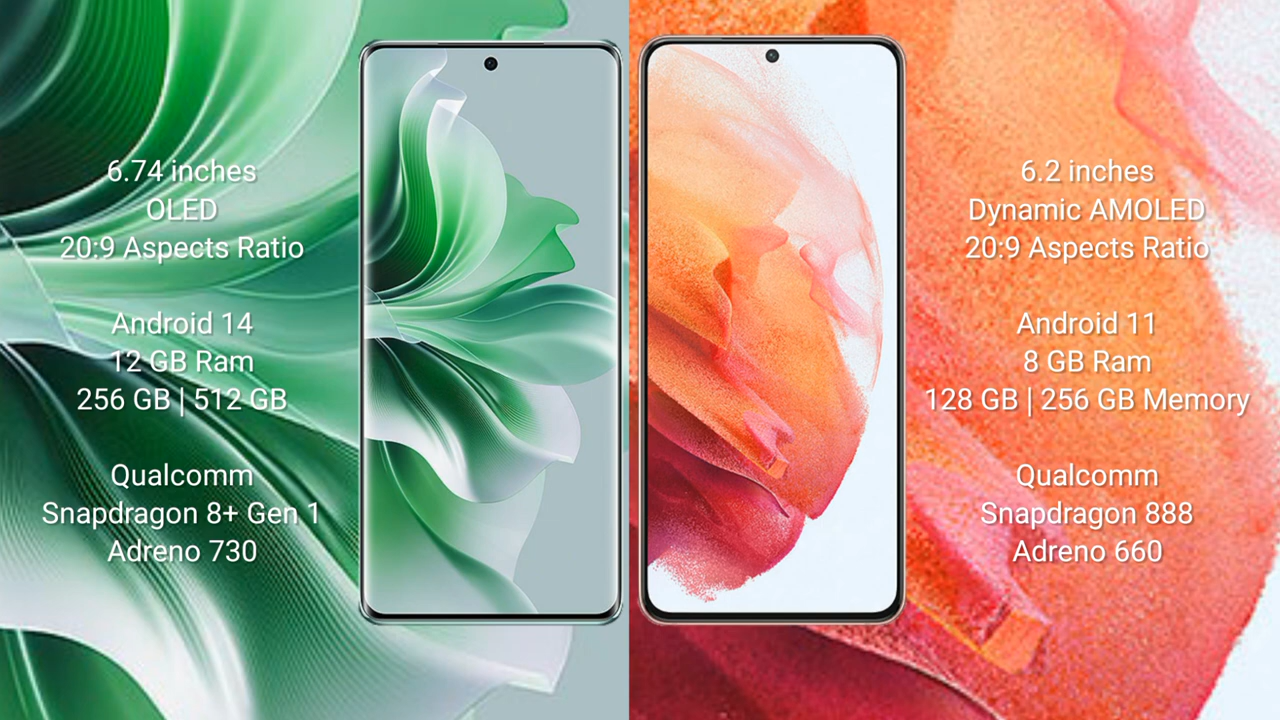 6.74 inches
OLED
20:9 Aspects Ratio
Android 14
12 GB Ram
256 GB | 512 GB
Qualcomm
Snapdragon 8+ Gen 1
Adreno 730
6.2 inches
Dynamic AMOLED
20:9 Aspects Ratio
Android 11
8 GB Ram
128 GB | 256 GB Memory
Qualcomm
Snapdragon 888
Adreno 660